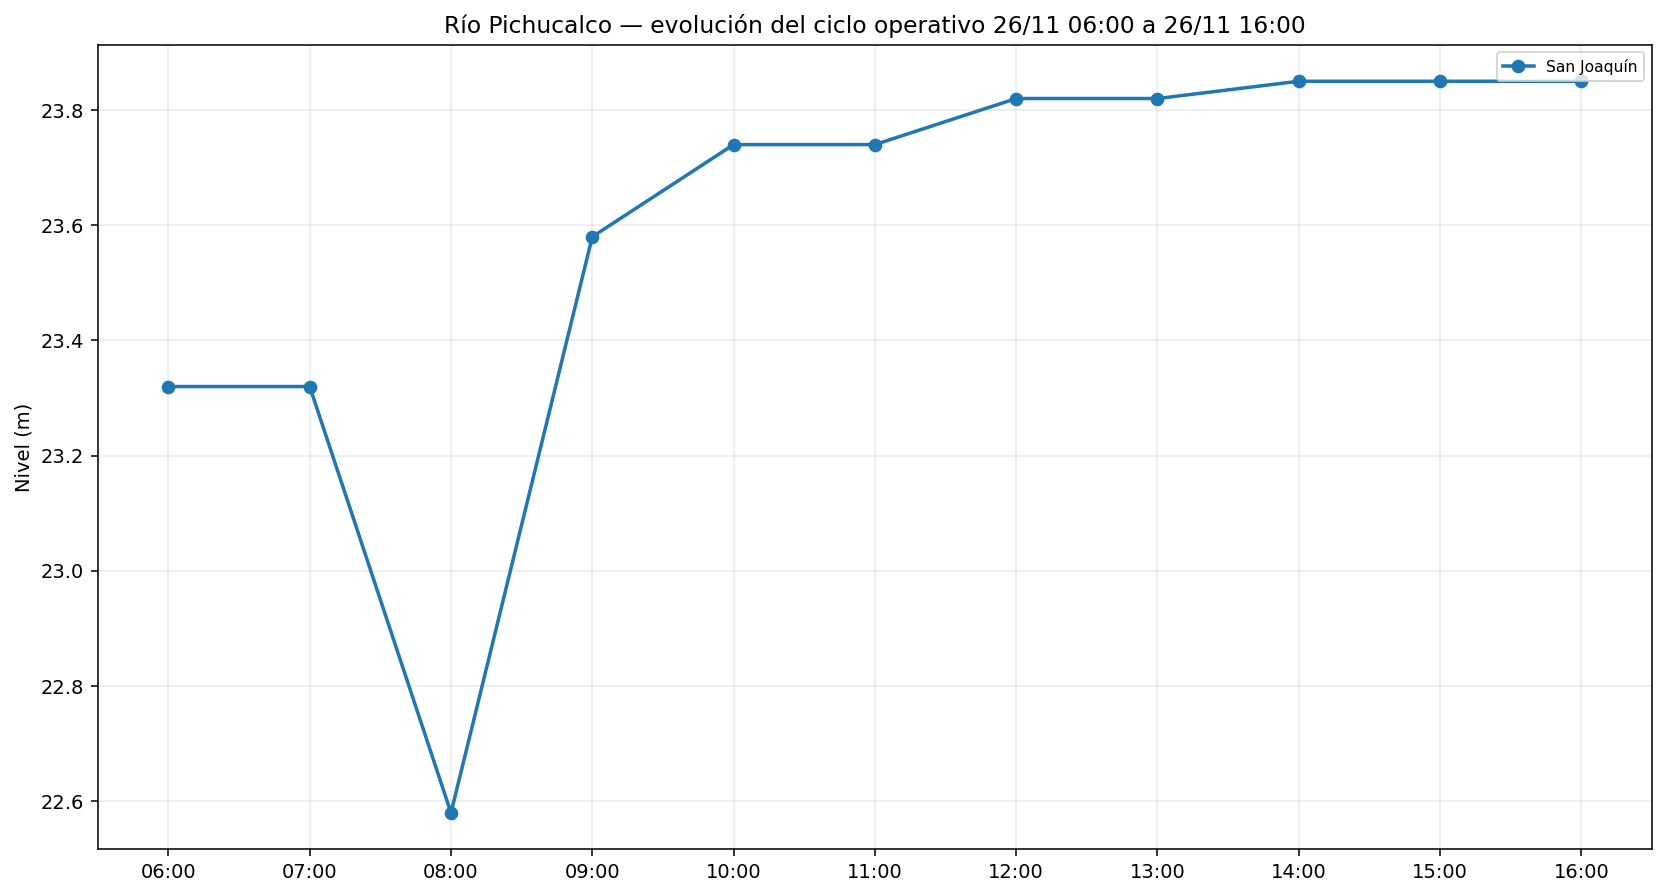 Río Pichucalco — evolución del ciclo operativo 26/11 06:00 a 26/11 16:00
San Joaquín
Nivel (m)
23.8
23.6
23.4
23.2
23.0
22.8
22.6
06:00 07:00 08:00 09:00 10:00 11:00 12:00 13:00 14:00 15:00 16:00